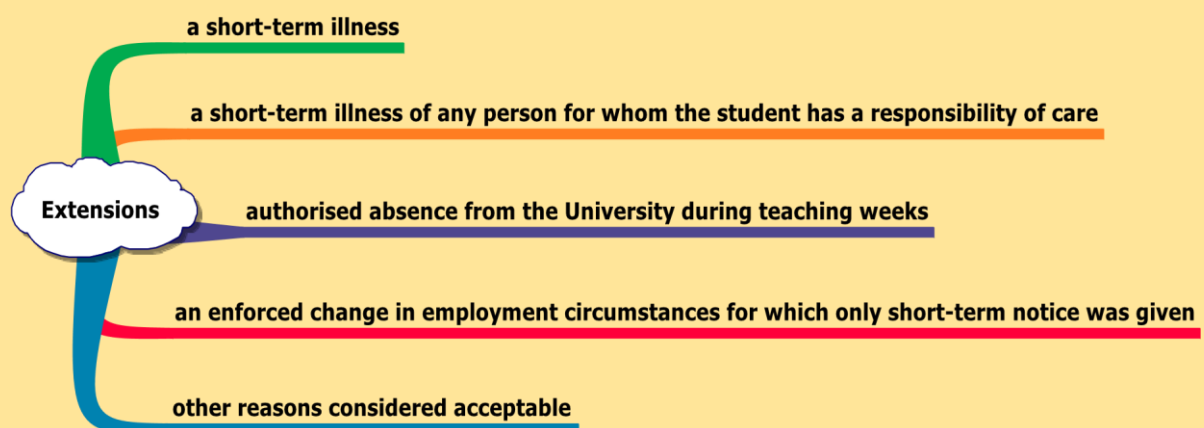 a short-term illness
a short-term illness of any person for whom the student has a responsibility of care
Extensions
authorised absence from the University during teaching weeks
an enforced change in employment circumstances for which only short-term notice was given
other reasons considered acceptable